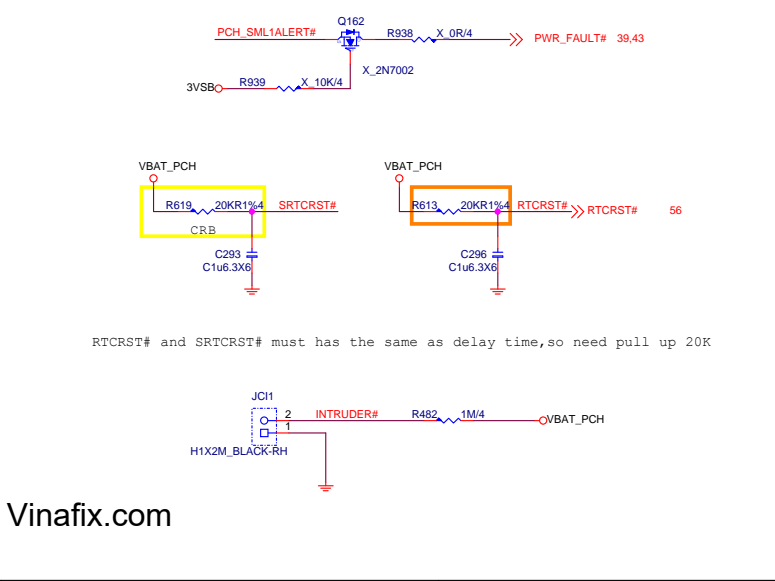 Q162
PCH_SML1ALERT#
R938
X_0R/4
PWR_FAULT# 39,43
X_2N7002
3VSB
R939
X_10K/4
VBAT_PCH
VBAT_PCH
R619
20KR1%4
SRTCRST#
R613
20KR1%4
RTCRST#
RTCRST#
56
CRB
C293
C1u6.3X6
C296
C1u6.3X6
RTCRST# and SRTCRST# must has the same as delay time,so need pull up 20K
JCI1
2
INTRUDER#
R482
1M/4
VBAT_PCH
1
H1X2M_BLACK-RH
Vinafix.com